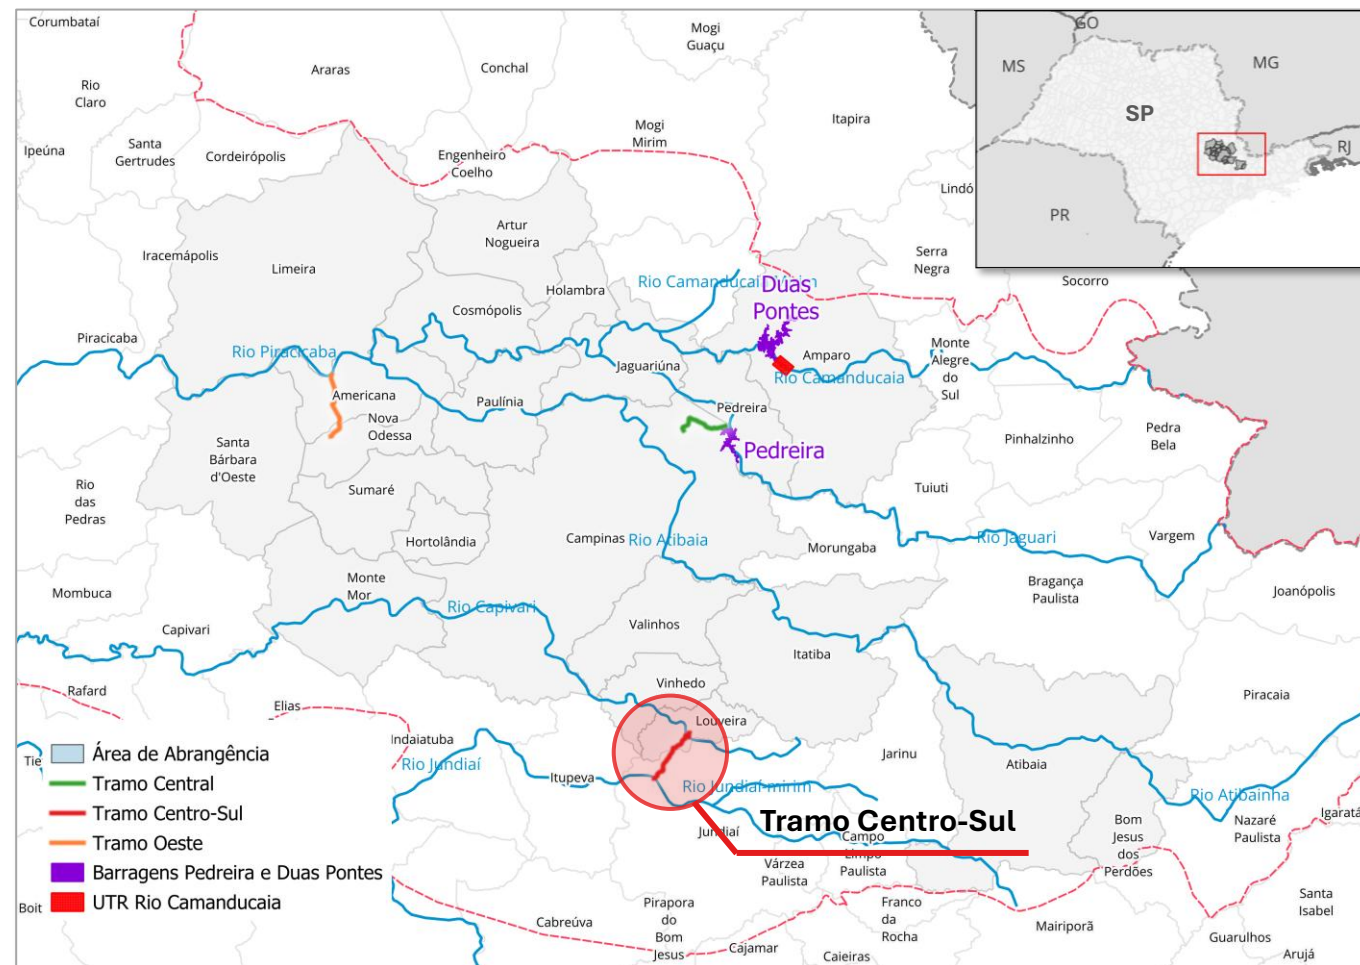 Corumbataí
Mogi
Guaçu
GO
MS
MG
SP
RJ
PR
Araras
Conchal
Rio
Claro
Itapira
Mogi
Mirim
Ipeúna
Santa
Gertrudes
Cordeirópolis
Engenheiro
Coelho
Lindó
Artur
Nogueira
Iracemápolis
Limeira
Serra
Negra
Socorro
Holambra
Rio Camanducaia Mirim
Duas
Pontes
Cosmópolis
Piracicaba
Rio Piracicaba
Jaguariúna
Amparo
Rio Camanducaia
Monte
Alegre
do
Sul
Americana
Paulínia
Pedreira
Nova
Odessa
Santa
Bárbara
d'Oeste
Pedreira
Pinhalzinho
Pedra
Bela
Rio
das
Pedras
Sumaré
Tuiuti
Hortolândia
Campinas
Rio Atibaia
Morungaba
Rio Jaguari
Vargem
Mombuca
Monte
Mor
Bragança
Paulista
Joanópolis
Rio Capivari
Capivari
Valinhos
Itatiba
Rafard
Elias
Vinhedo
Piracaia
Louveira
Indaiatuba
Rio Jundiaí
Itupeva
Jarinu
Atibaia
Rio Jundiaí-mirim
Rio Atibainha
Tramo Centro-Sul
Jundiaí
Campo
Limpo
Paulista
Várzea
Paulista
Bom
Jesus
dos
Perdões
Nazaré
Paulista
Igaratá
Tie
Área de Abrangência
Tramo Central
Tramo Centro-Sul
Tramo Oeste
Barragens Pedreira e Duas Pontes
UTR Rio Camanducaia
Boit
Cabreúva
Pirapora
do
Bom
Jesus
Cajamar
Caieiras
Franco
da
Rocha
Mairiporã
Guarulhos
Santa
Isabel
Arujá